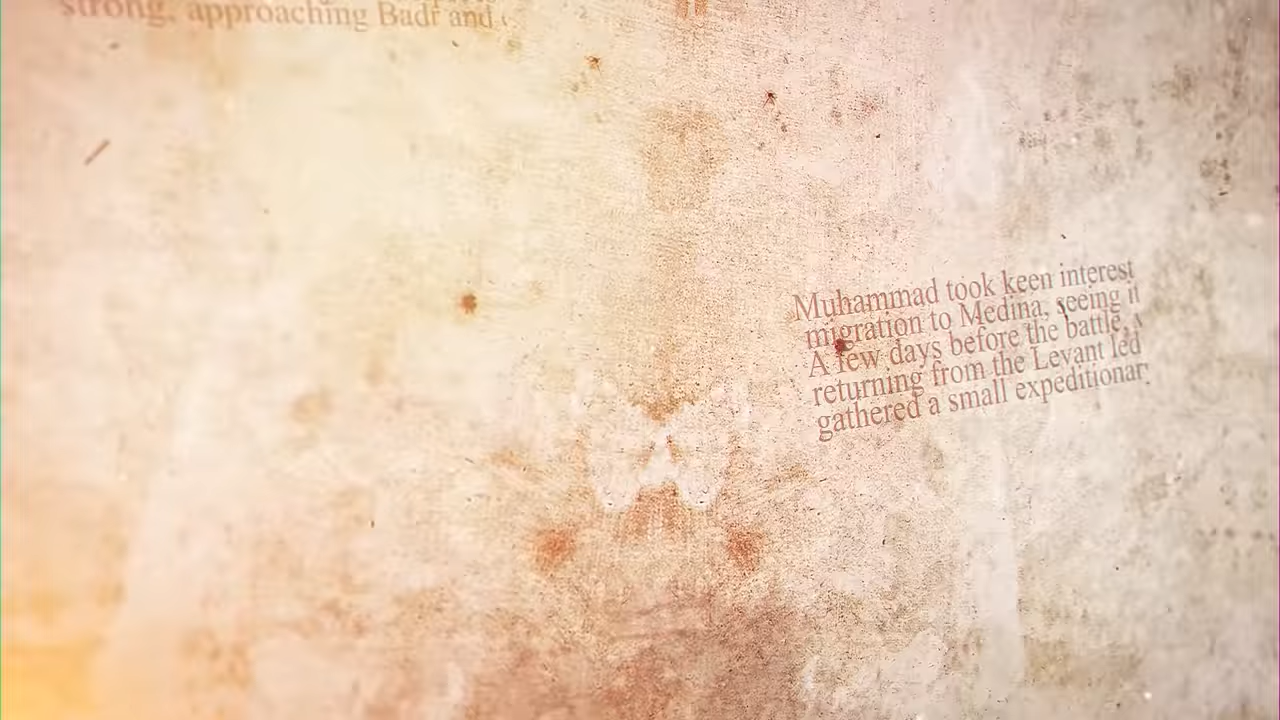 strong, approaching Badr and
Muhammad took keen interest
migration to Medina, seeing it
A few days before the battle,
returning from the Levant led
gathered a small expeditionary